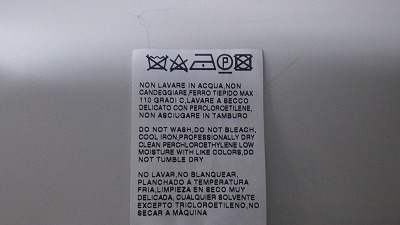 NON LAVARE IN ACQUA,NON
CANDEGGIARE,FERRO TIEPIDO MAX
110 GRADI C,LAVARE A SECCO
DELICATO CON PERCLOROETILENE,
NON ASCIUGARE IN TAMBURO
DO NOT WASH,DO NOT BLEACH,
COOL IRON,PROFESSIONALLY DRY
CLEAN PERCHLOROETHYLENE LOW
MOISTURE WITH LIKE COLORS,DO
NOT TUMBLE DRY
NO LAVAR,NO BLANQUEAR,
PLANCHADO A TEMPERATURA
FRIA,LIMPIEZA EN SECO MUY
DELICADA, CUALQUIER SOLVENTE
EXCEPTO TRICLOROETILENO,NO
SECAR A MÀQUINA